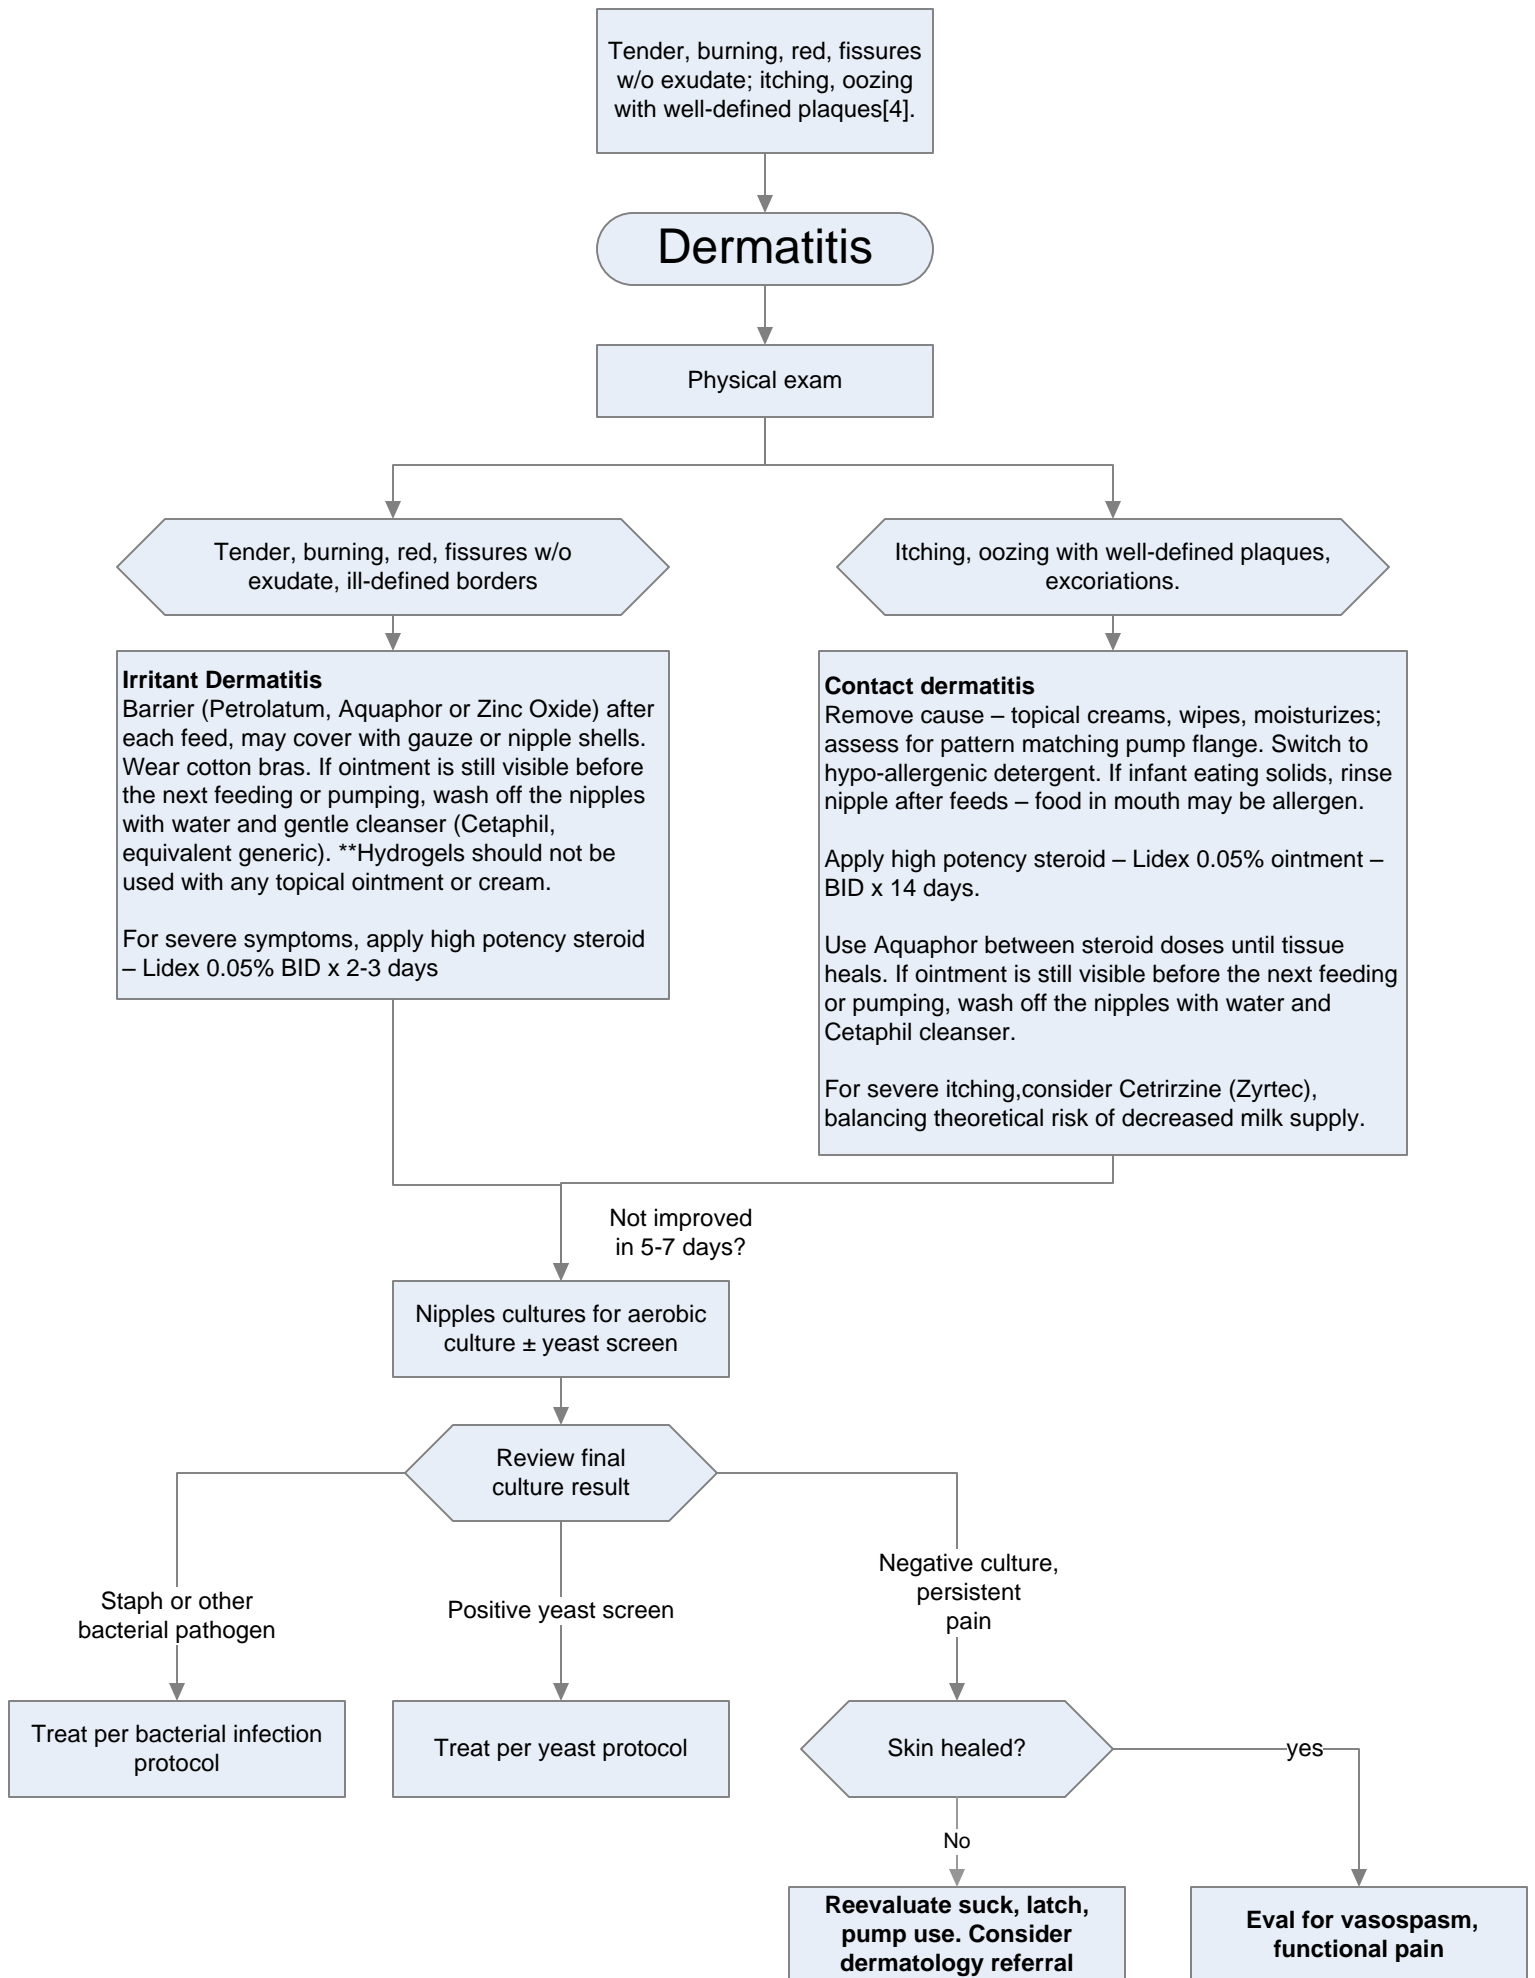 Tender, burning, red, fissures
w/o exudate; itching, oozing
with well-defined plaques[4].
Dermatitis
Physical exam
Tender, burning, red, fissures w/o
exudate, ill-defined borders
Itching, oozing with well-defined plaques,
excoriations.
Irritant Dermatitis
Barrier (Petrolatum, Aquaphor or Zinc Oxide) after
each feed, may cover with gauze or nipple shells.
Wear cotton bras. If ointment is still visible before
the next feeding or pumping, wash off the nipples
with water and gentle cleanser (Cetaphil,
equivalent generic). **Hydrogels should not be
used with any topical ointment or cream.
For severe symptoms, apply high potency steroid
– Lidex 0.05% BID x 2-3 days
Contact dermatitis
Remove cause – topical creams, wipes, moisturizes;
assess for pattern matching pump flange. Switch to
hypo-allergenic detergent. If infant eating solids, rinse
nipple after feeds – food in mouth may be allergen.
Apply high potency steroid – Lidex 0.05% ointment –
BID x 14 days.
Use Aquaphor between steroid doses until tissue
heals. If ointment is still visible before the next feeding
or pumping, wash off the nipples with water and
Cetaphil cleanser.
For severe itching,consider Cetrirzine (Zyrtec),
balancing theoretical risk of decreased milk supply.
Not improved
in 5-7 days?
Nipples cultures for aerobic
culture ± yeast screen
Review final
culture result
Staph or other
bacterial pathogen
Positive yeast screen
Negative culture,
persistent
pain
Treat per bacterial infection
protocol
Treat per yeast protocol
Skin healed?
yes
No
Reevaluate suck, latch,
pump use. Consider
dermatology referral
Eval for vasospasm,
functional pain